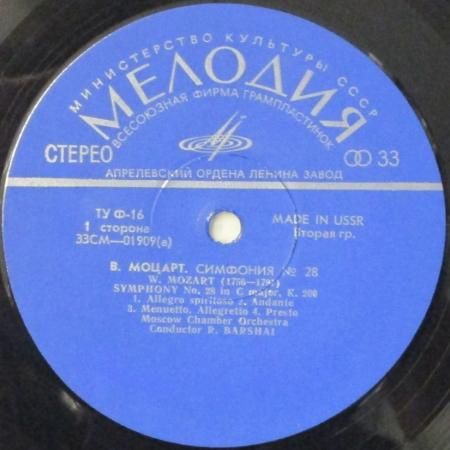 МИНИСТЕРСТВО КУЛЬТУРЫ СССР
МЕЛОДИЯ
ВСЕСОЮЗНАЯ ФИРМА ГРАМПЛАСТИНОК
СТЕРЕО
33
АПРЕЛЕВСКИЙ ОРДЕНА ЛЕНИНА ЗАВОД
ТУ Ф-16
1 сторона
33СМ—01909(а)
MADE IN USSR
Вторая гр.
В. МОЦАРТ. СИМФОНИЯ № 28
W. MOZART (1756—1791)
SYMPHONY No. 28 in C major, K. 200
1. Allegro spiritoso 2. Andante
3. Menuetto. Allegretto 4. Presto
Moscow Chamber Orchestra
Conductor R. BARSHAI